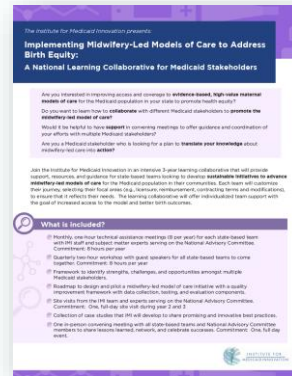 The Institute for Medicaid Innovation presents:
Implementing Midwifery-Led Models of Care to Address
Birth Equity:
A National Learning Collaborative for Medicaid Stakeholders
Are you interested in improving access and coverage to evidence-based, high-value maternal
models of care for the Medicaid population in your state to promote health equity?
Do you want to learn how to collaborate with different Medicaid stakeholders to promote the
midwifery-led model of care?
Would it be helpful to have support in convening meetings to offer guidance and coordination of
your efforts with multiple Medicaid stakeholders?
Are you a Medicaid stakeholder who is looking for a plan to translate your knowledge about
midwifery-led care into action?
Join the Institute for Medicaid Innovation in an intensive 3-year learning collaborative that will provide
support, resources, and guidance for state-based teams looking to develop sustainable initiatives to advance
midwifery-led models of care for the Medicaid population in their communities. Each team will customize
their journey, selecting their focal areas (e.g., licensure, reimbursement, contracting terms and modifications),
to ensure that it reflects their needs. The learning collaborative will offer individualized team support with
the goal of increased access to the model and better birth outcomes.
What is Included?
Monthly, one-hour technical assistance meetings (8 per year) for each state-based team
with IMI staff and subject matter experts serving on the National Advisory Committee.
Commitment: 8 hours per year
Quarterly two-hour workshop with guest speakers for all state-based teams to come
together. Commitment: 8 hours per year
Framework to identify strengths, challenges, and opportunities amongst multiple
Medicaid stakeholders.
Roadmap to design and pilot a midwifery-led model of care initiative with a quality
improvement framework with data collection, testing, and evaluation components.
Site visits from the IMI team and experts serving on the National Advisory Committee.
Commitment: One, full-day, site visit during year 2 and 3
Collection of case studies that IMI will develop to share promising and innovative best practices.
One in-person convening meeting with all state-based teams and National Advisory Committee
members to share lessons learned, network, and celebrate successes. Commitment: One, full day
event
INSTITUTE FOR
MEDICAID INNOVATION